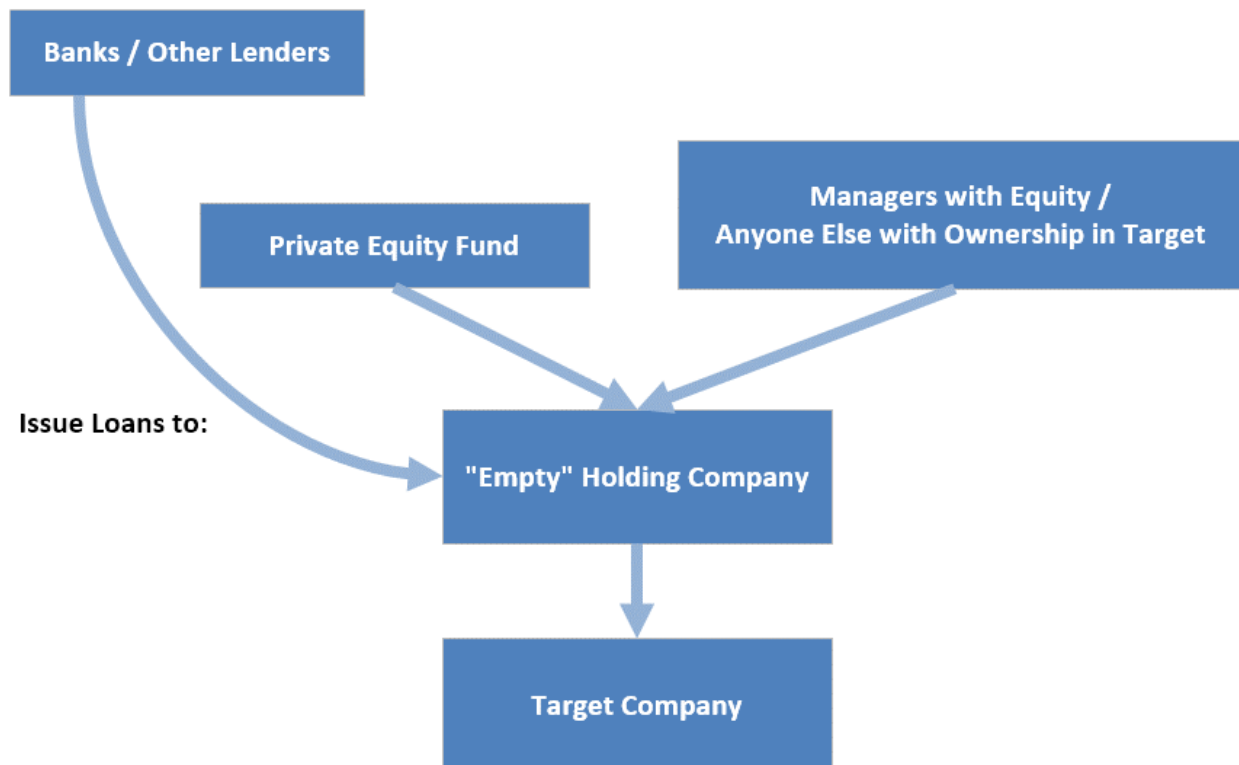 Banks / Other Lenders
Managers with Equity /
Anyone Else with Ownership in Target
Private Equity Fund
Issue Loans to:
"Empty" Holding Company
Target Company